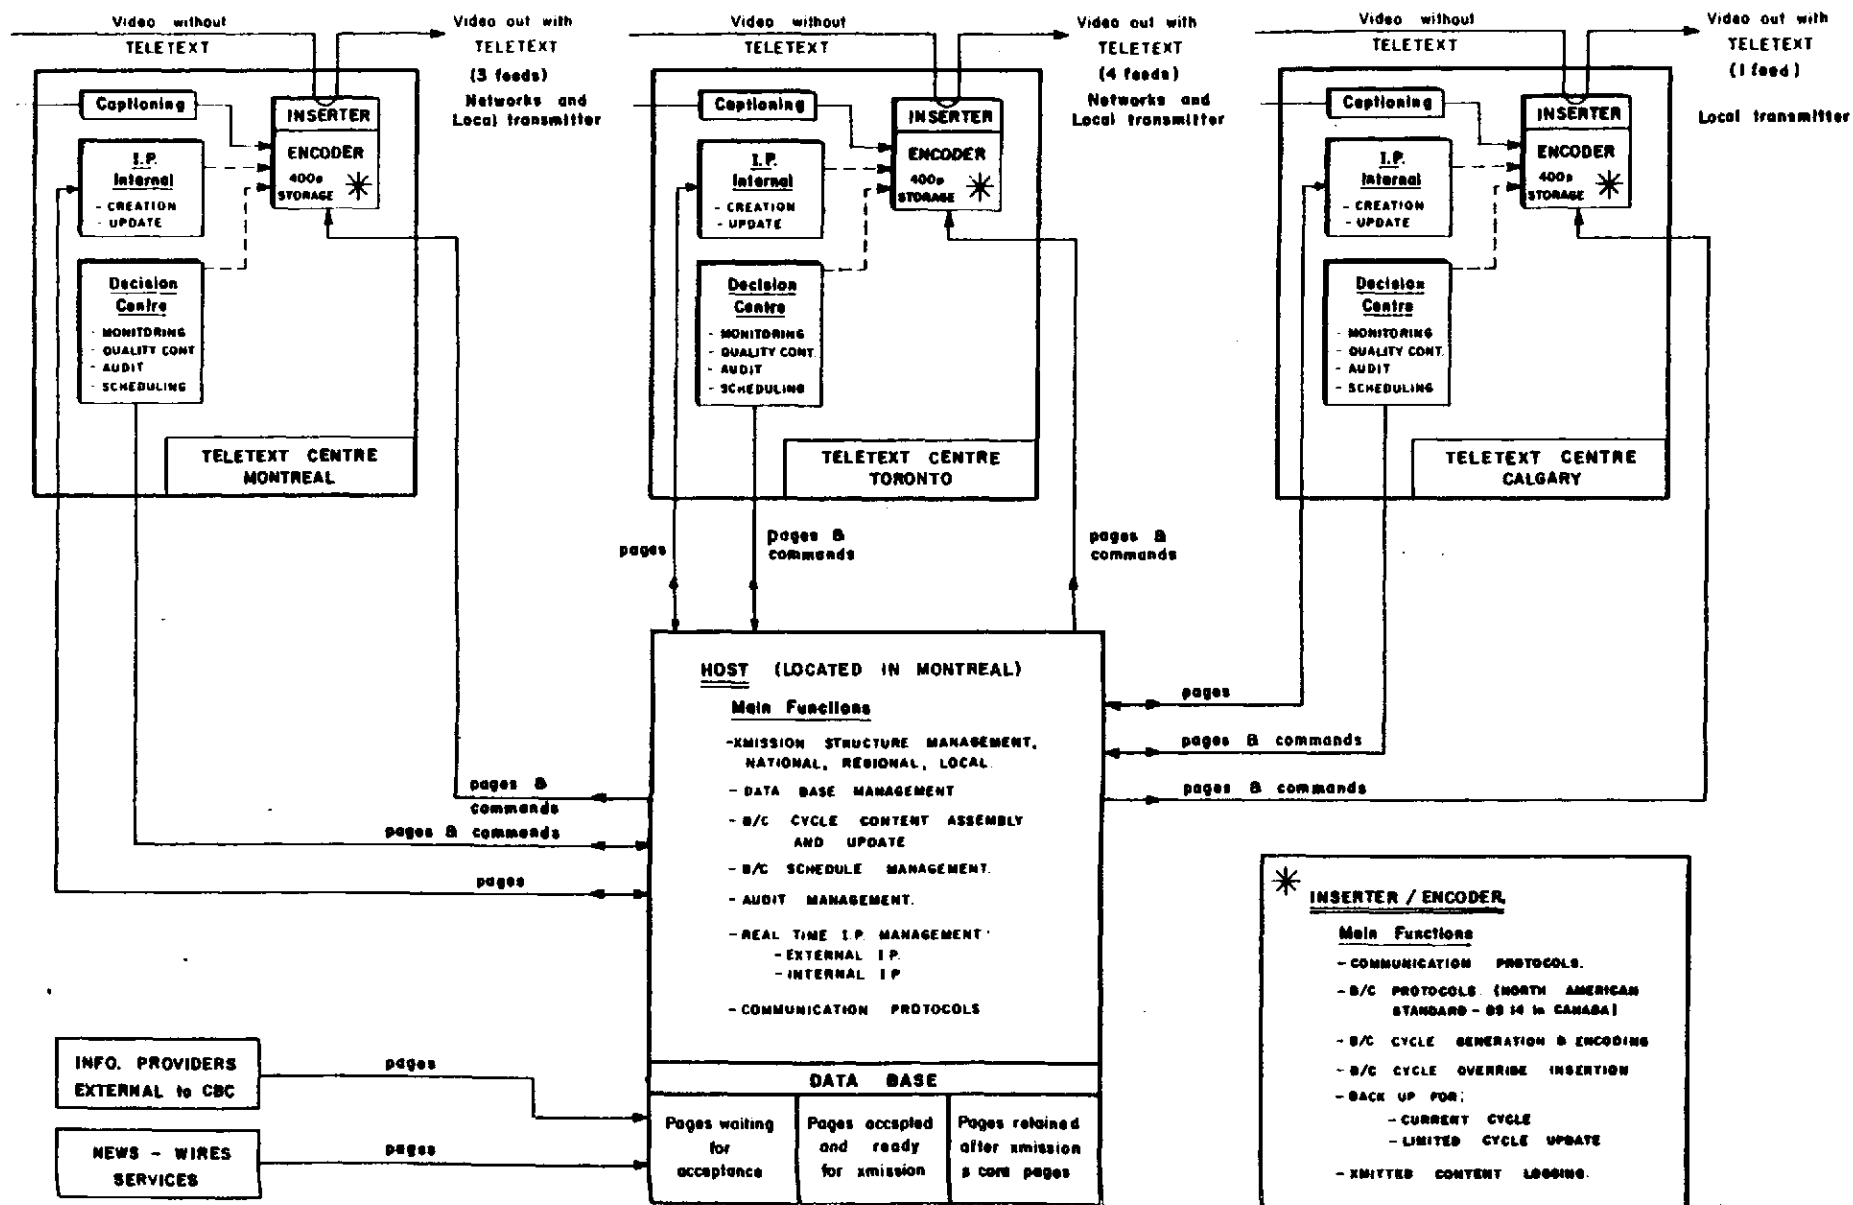 Video without
TELETEXT
Video out with
TELETEXT
(3 feeds)
Networks and
Local transmitter
Captioning
INSERTER
ENCODER
400p
STORAGE
I.P.
Internal
- CREATION
- UPDATE
Decision
Centre
- MONITORING
- QUALITY CONT
- AUDIT
- SCHEDULING
TELETEXT CENTRE
MONTREAL
Video without
TELETEXT
Video out with
TELETEXT
(4 feeds)
Networks and
Local transmitter
Captioning
INSERTER
ENCODER
400p
STORAGE
I.P.
Internal
- CREATION
- UPDATE
Decision
Centre
- MONITORING
- QUALITY CONT.
- AUDIT
- SCHEDULING
TELETEXT CENTRE
TORONTO
Video without
TELETEXT
Video out with
TELETEXT
(1 feed)
Local transmitter
Captioning
INSERTER
ENCODER
400p
STORAGE
I.P.
Internal
- CREATION
- UPDATE
Decision
Centre
- MONITORING
- QUALITY CONT.
- AUDIT
- SCHEDULING
TELETEXT CENTRE
CALGARY
pages
pages &
commands
pages &
commands
pages &
commands
pages & commands
pages
HOST (LOCATED IN MONTREAL)
Main Functions
- XMISSION STRUCTURE MANAGEMENT,
NATIONAL, REGIONAL, LOCAL
- DATA BASE MANAGEMENT
- B/C CYCLE CONTENT ASSEMBLY
AND UPDATE
- B/C SCHEDULE MANAGEMENT.
- AUDIT MANAGEMENT.
- REAL TIME I.P. MANAGEMENT
- EXTERNAL I P.
- INTERNAL I P
- COMMUNICATION PROTOCOLS
pages
pages & commands
pages & commands
INFO. PROVIDERS
EXTERNAL to CBC
pages
NEWS - WIRES
SERVICES
pages
DATA BASE
Pages waiting
for
acceptance
Pages accepted
and ready
for xmission
Pages retained
after xmission
core pages
INSERTER / ENCODER.
Main Functions
- COMMUNICATION PROTOCOLS.
- B/C PROTOCOLS (NORTH AMERICAN
STANDARD - BS 14 in CANADA)
- B/C CYCLE GENERATION & ENCODING
- B/C CYCLE OVERRIDE INSERTION
- BACK UP FOR:
- CURRENT CYCLE
- LIMITED CYCLE UPDATE
- XMITTED CONTENT LOGGING.